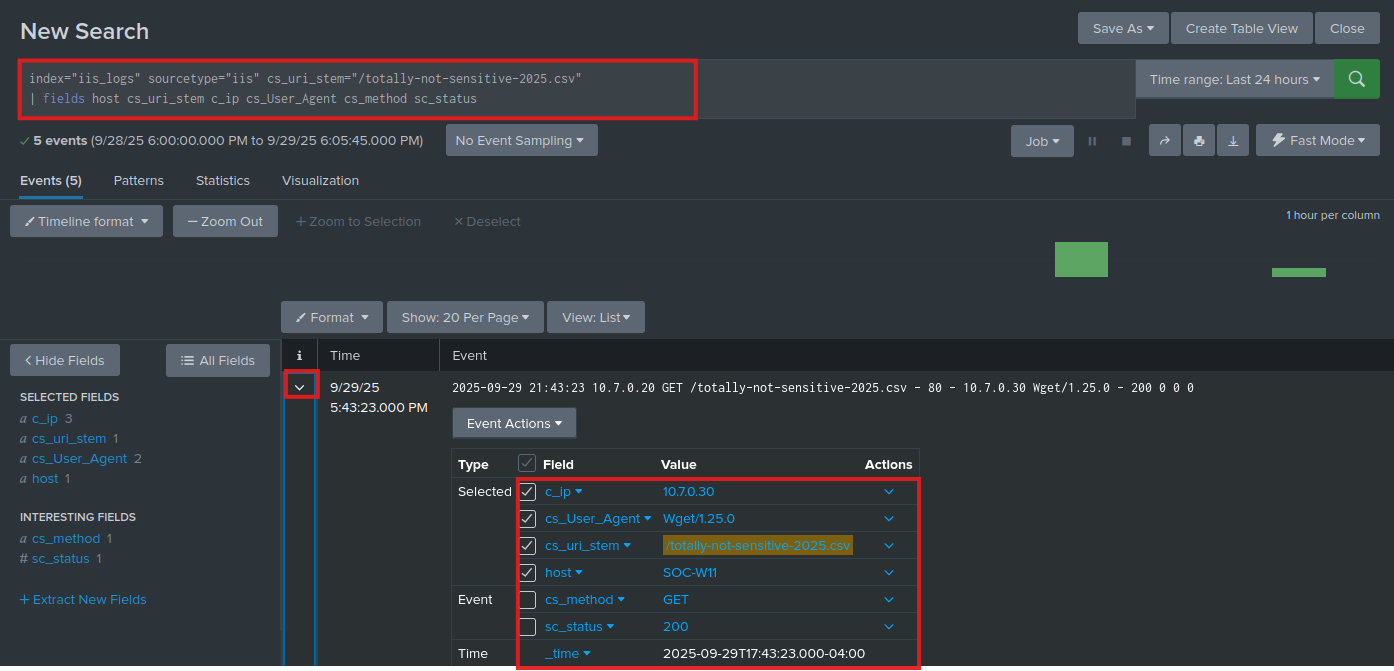 New Search
Save As
Create Table View
Close
index="iis_logs" sourcetype="iis" cs_uri_stem="/totally-not-sensitive-2025.csv"
| fields host cs_uri_stem c_ip cs_User_Agent cs_method sc_status
Time range: Last 24 hours
5 events (9/28/25 6:00:00.000 PM to 9/29/25 6:05:45.000 PM)
No Event Sampling
Job
Fast Mode
Events (5)
Patterns
Statistics
Visualization
Timeline format
Zoom Out
Zoom to Selection
Deselect
1 hour per column
Format
Show: 20 Per Page
View: List
Hide Fields
All Fields
i
Time
Event
SELECTED FIELDS
a c_ip 3
a cs_uri_stem 1
a cs_User_Agent 2
a host 1
INTERESTING FIELDS
a cs_method 1
# sc_status 1
+ Extract New Fields
9/29/25
5:43:23.000 PM
2025-09-29 21:43:23 10.7.0.20 GET /totally-not-sensitive-2025.csv - 80 - 10.7.0.30 Wget/1.25.0 - 200 0 0 0
Event Actions
Type Field Value Actions
Selected c_ip 10.7.0.30
cs_User_Agent Wget/1.25.0
cs_uri_stem /totally-not-sensitive-2025.csv
host SOC-W11
Event cs_method GET
sc_status 200
Time _time 2025-09-29T17:43:23.000-04:00